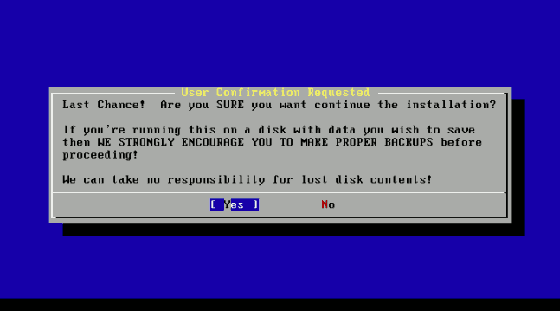 User Confirmation Requested
Last Chance!  Are you SURE you want continue the installation?
If you're running this on a disk with data you wish to save
then WE STRONGLY ENCOURAGE YOU TO MAKE PROPER BACKUPS before
proceeding!
We can take no responsibility for lost disk contents!
[ Yes ]    No